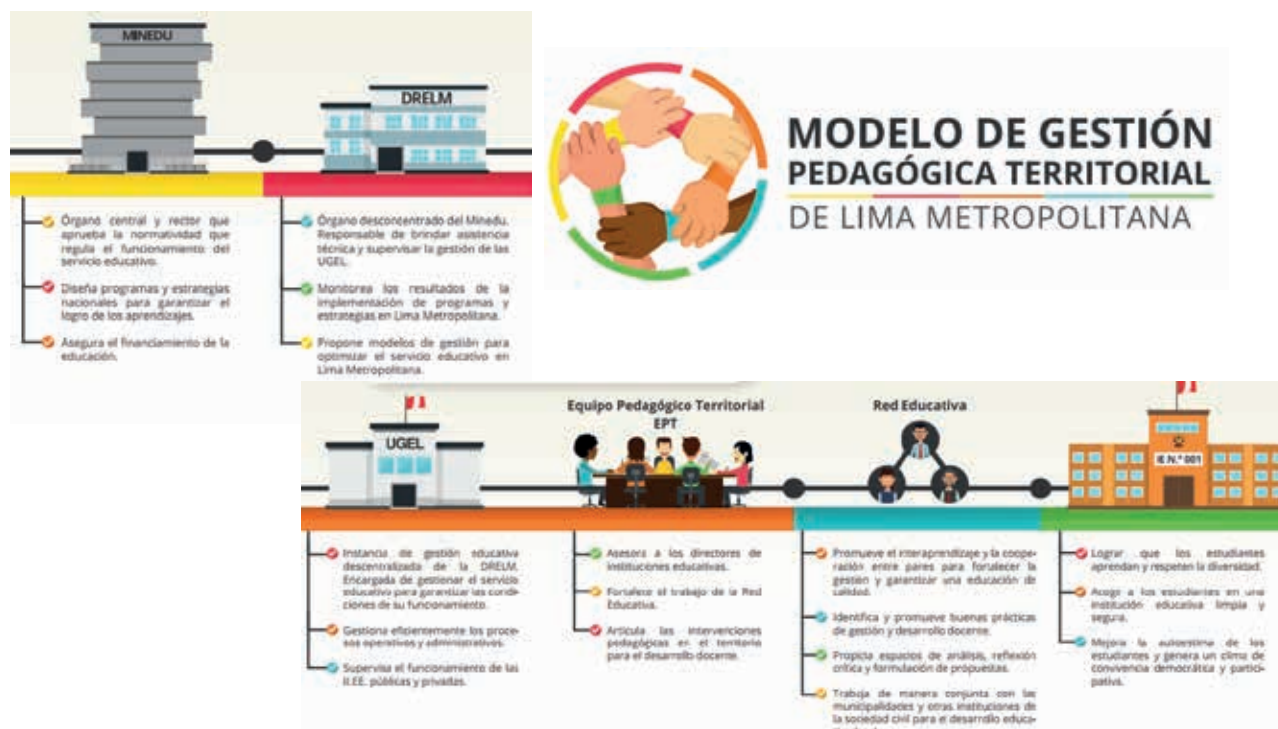 MINEDU
DRELM
Órgano central y rector que
aprueba la normatividad que
regula el funcionamiento del
servicio educativo.
Diseña programas y estrategias
nacionales para garantizar el
logro de los aprendizajes.
Asegura el financiamiento de la
educación.
Órgano desconcentrado del Minedu.
Responsable de brindar asistencia
técnica y supervisar la gestión de las
UGEL.
Monitorea los resultados de la
implementación de programas y
estrategias en Lima Metropolitana.
Propone modelos de gestión para
optimizar el servicio educativo en
Lima Metropolitana.
MODELO DE GESTIÓN
PEDAGÓGICA TERRITORIAL
DE LIMA METROPOLITANA
UGEL
Equipo Pedagógico Territorial
EPT
Red Educativa
IE N.° 001
Instancia de gestión educativa
descentralizada de la DRELM.
Encargada de gestionar el servicio
educativo para garantizar las condi-
ciones de su funcionamiento.
Gestiona eficientemente los proce-
sos operativos y administrativos.
Supervisa el funcionamiento de las
II.EE. públicas y privadas.
Asesora a los directores de
instituciones educativas.
Fortalece el trabajo de la Red
Educativa.
Articula las intervenciones
pedagógicas en el territorio
para el desarrollo docente.
Promueve el interaprendizaje y la coope-
ración entre pares para fortalecer la
gestión y garantizar una educación de
calidad.
Identifica y promueve buenas prácticas
de gestión y desarrollo docente.
Propicia espacios de análisis, reflexión
crítica y formulación de propuestas.
Trabaja de manera conjunta con las
municipalidades y otras instituciones de
la sociedad civil para el desarrollo educa-
Lograr que los estudiantes
aprendan y respeten la diversidad.
Acoge a los estudiantes en una
institución educativa limpia y
segura.
Mejora la autoestima de los
estudiantes y genera un clima de
convivencia democrática y partici-
pativa.